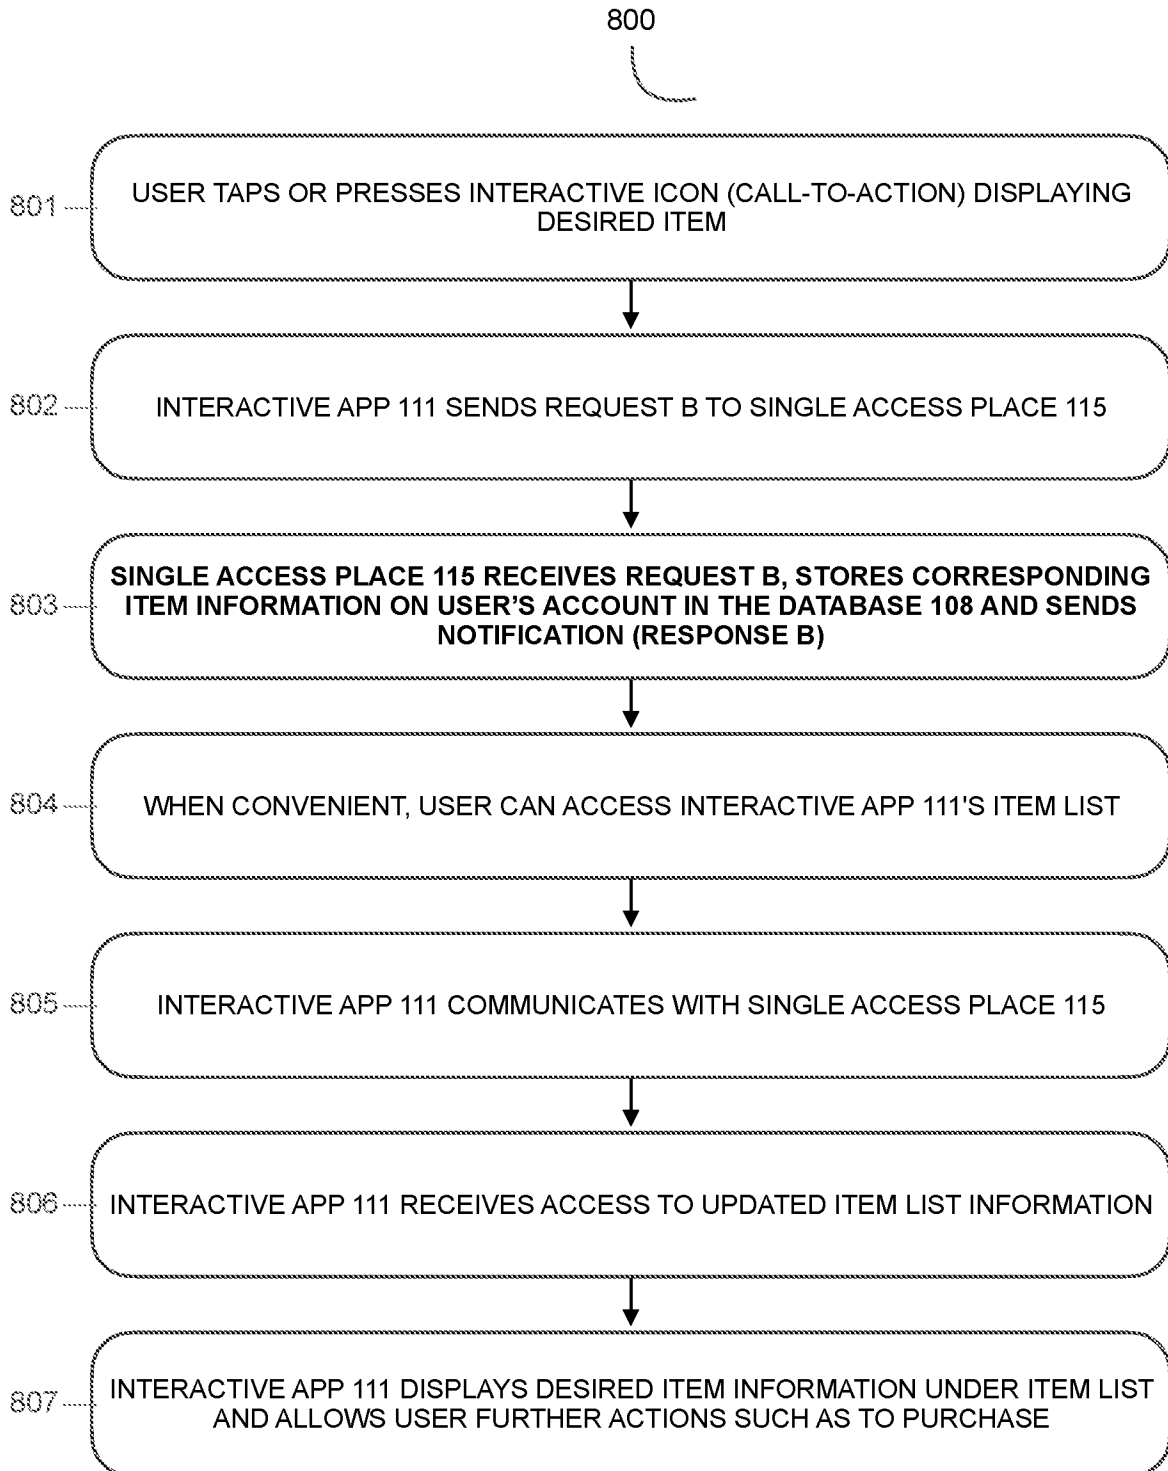 800
801
USER TAPS OR PRESSES INTERACTIVE ICON (CALL-TO-ACTION) DISPLAYING
DESIRED ITEM
802
INTERACTIVE APP 111 SENDS REQUEST B TO SINGLE ACCESS PLACE 115
803
SINGLE ACCESS PLACE 115 RECEIVES REQUEST B, STORES CORRESPONDING
ITEM INFORMATION ON USER’S ACCOUNT IN THE DATABASE 108 AND SENDS
NOTIFICATION (RESPONSE B)
804
WHEN CONVENIENT, USER CAN ACCESS INTERACTIVE APP 111'S ITEM LIST
805
INTERACTIVE APP 111 COMMUNICATES WITH SINGLE ACCESS PLACE 115
806
INTERACTIVE APP 111 RECEIVES ACCESS TO UPDATED ITEM LIST INFORMATION
807
INTERACTIVE APP 111 DISPLAYS DESIRED ITEM INFORMATION UNDER ITEM LIST
AND ALLOWS USER FURTHER ACTIONS SUCH AS TO PURCHASE